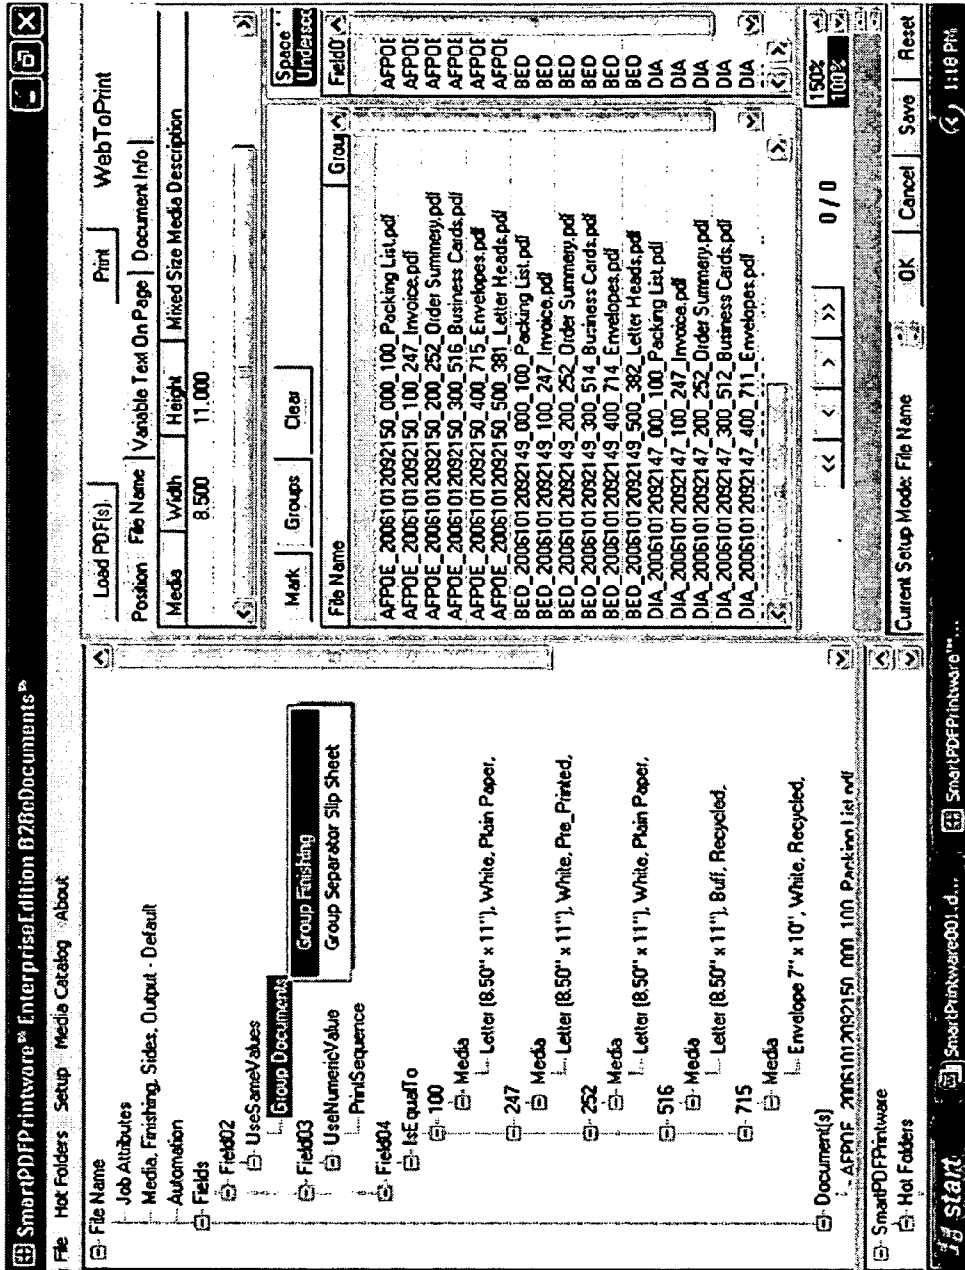 SmartPDFPrintware℠ EnterpriseEdition B2BeDocuments℠
File Hot Folders Setup Media Catalog About
File Name
Job Attributes
Media, Finishing, Sides, Output - Default
Automation
Fields
Field02
UseSameValues
Group Documents
Group Finishing
Group Separator Slip Sheet
Field03
UseNumericValue
PrintSequence
Field04
IsEqualTo
100
Media
Letter (8.50" x 11"), White, Plain Paper,
247
Media
Letter (8.50" x 11"), White, Pre_Printed,
252
Media
Letter (8.50" x 11"), White, Plain Paper,
516
Media
Letter (8.50" x 11"), Buff, Recycled,
715
Media
Envelope 7" x 10", White, Recycled,
Document(s)
AFPOE_20061012092150_000_100_Packing List.pdf
SmartPDFPrintware
Hot Folders
Load PDF(s) Print WebToPrint
Position File Name Variable Text On Page Document Info
Media Width Height Mixed Size Media Description
8.500 11.000
Mark Groups Clear
Space
Undersco
File Name Grou
Field0
AFPOE_20061012092150_000_100_Packing List.pdf AFPOE
AFPOE_20061012092150_100_247_Invoice.pdf AFPOE
AFPOE_20061012092150_200_252_Order Summery.pdf AFPOE
AFPOE_20061012092150_300_516_Business Cards.pdf AFPOE
AFPOE_20061012092150_400_715_Envelopes.pdf AFPOE
AFPOE_20061012092150_500_381_Letter Heads.pdf AFPOE
BED_20061012092149_000_100_Packing List.pdf BED
BED_20061012092149_100_247_Invoice.pdf BED
BED_20061012092149_200_252_Order Summery.pdf BED
BED_20061012092149_300_514_Business Cards.pdf BED
BED_20061012092149_400_714_Envelopes.pdf BED
BED_20061012092149_500_382_Letter Heads.pdf BED
DIA_20061012092147_000_100_Packing List.pdf DIA
DIA_20061012092147_100_247_Invoice.pdf DIA
DIA_20061012092147_200_252_Order Summery.pdf DIA
DIA_20061012092147_300_512_Business Cards.pdf DIA
DIA_20061012092147_400_711_Envelopes.pdf DIA
<< < > >> 0 / 0
150%
100%
Current Setup Mode: File Name OK Cancel Save Reset
start SmartPrintware001.d... SmartPDFPrintware™... 1:18 PM